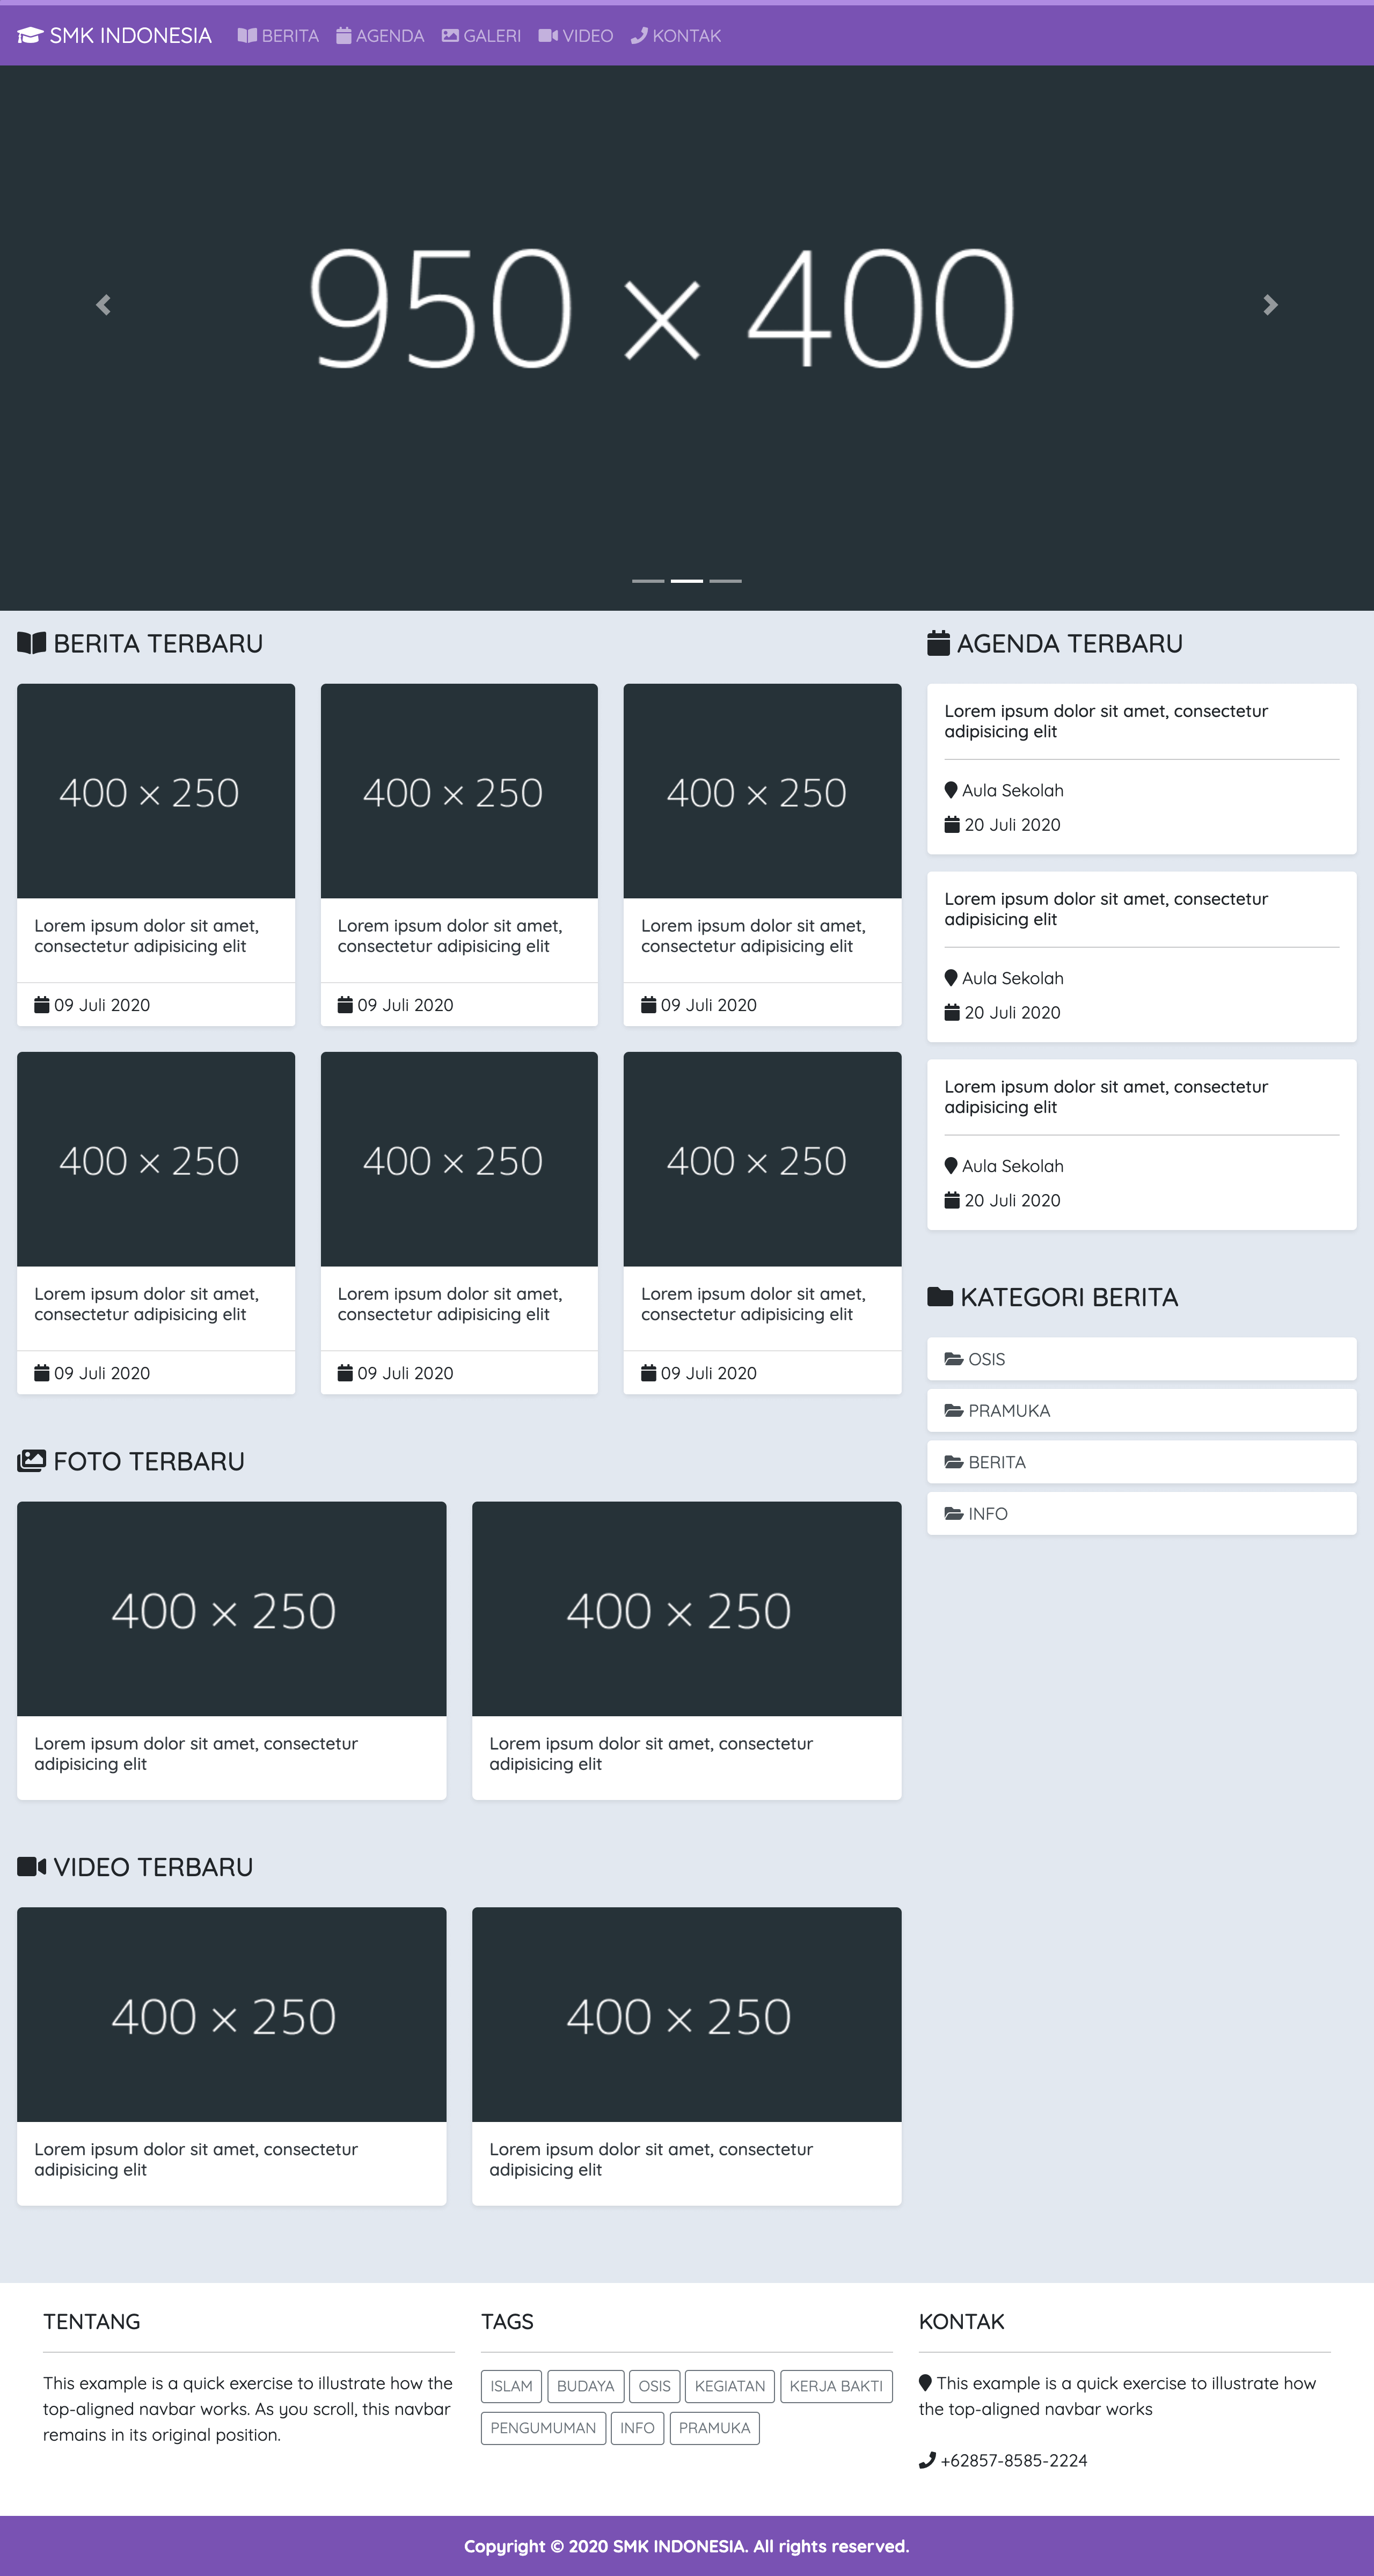 SMK INDONESIA BERITA AGENDA GALERI VIDEO KONTAK
950 × 400
BERITA TERBARU
400 × 250
Lorem ipsum dolor sit amet,
consectetur adipisicing elit
09 Juli 2020
400 × 250
Lorem ipsum dolor sit amet,
consectetur adipisicing elit
09 Juli 2020
400 × 250
Lorem ipsum dolor sit amet,
consectetur adipisicing elit
09 Juli 2020
400 × 250
Lorem ipsum dolor sit amet,
consectetur adipisicing elit
09 Juli 2020
400 × 250
Lorem ipsum dolor sit amet,
consectetur adipisicing elit
09 Juli 2020
400 × 250
Lorem ipsum dolor sit amet,
consectetur adipisicing elit
09 Juli 2020
FOTO TERBARU
400 × 250
Lorem ipsum dolor sit amet, consectetur
adipisicing elit
400 × 250
Lorem ipsum dolor sit amet, consectetur
adipisicing elit
VIDEO TERBARU
400 × 250
Lorem ipsum dolor sit amet, consectetur
adipisicing elit
400 × 250
Lorem ipsum dolor sit amet, consectetur
adipisicing elit
AGENDA TERBARU
Lorem ipsum dolor sit amet, consectetur
adipisicing elit
Aula Sekolah
20 Juli 2020
Lorem ipsum dolor sit amet, consectetur
adipisicing elit
Aula Sekolah
20 Juli 2020
Lorem ipsum dolor sit amet, consectetur
adipisicing elit
Aula Sekolah
20 Juli 2020
KATEGORI BERITA
OSIS
PRAMUKA
BERITA
INFO
TENTANG
This example is a quick exercise to illustrate how the
top-aligned navbar works. As you scroll, this navbar
remains in its original position.
TAGS
ISLAM BUDAYA OSIS KEGIATAN KERJA BAKTI
PENGUMUMAN INFO PRAMUKA
KONTAK
This example is a quick exercise to illustrate how
the top-aligned navbar works
+62857-8585-2224
Copyright © 2020 SMK INDONESIA. All rights reserved.